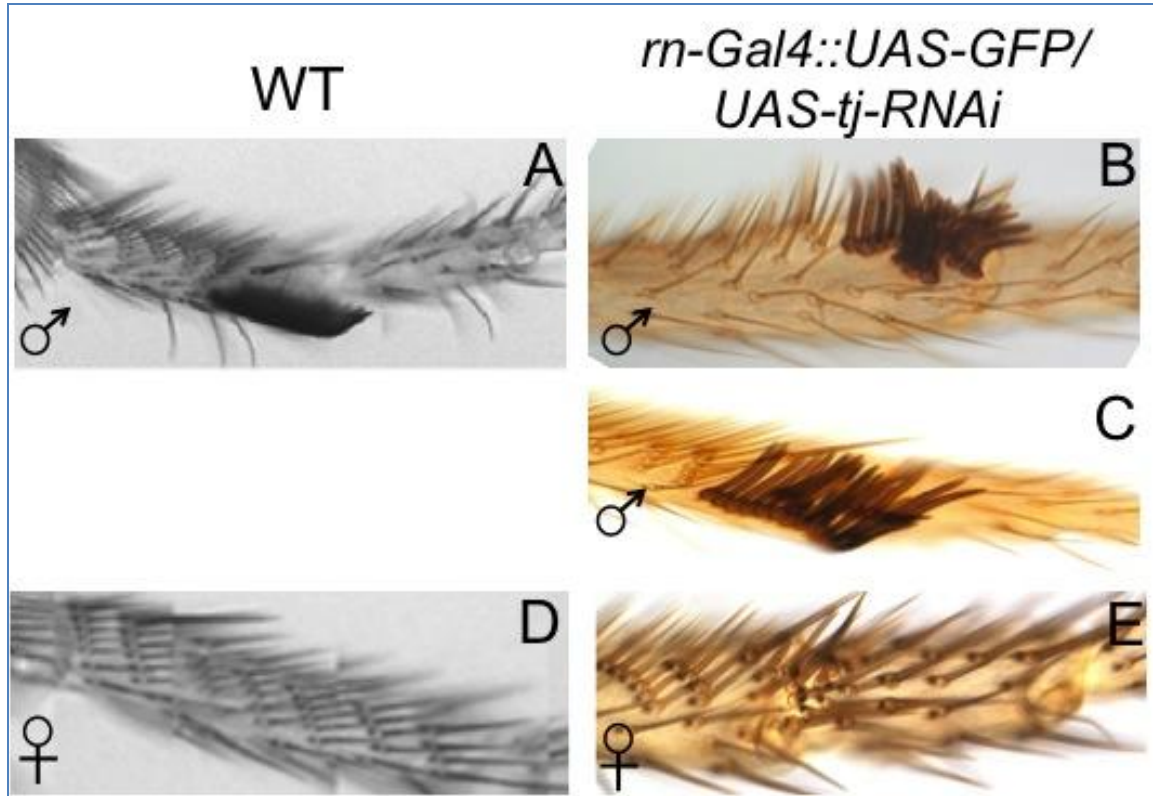 WT
rn-Gal4::UAS-GFP/
UAS-tj-RNAi
A
B
♂
♂
C
♂
D
E
♀
♀